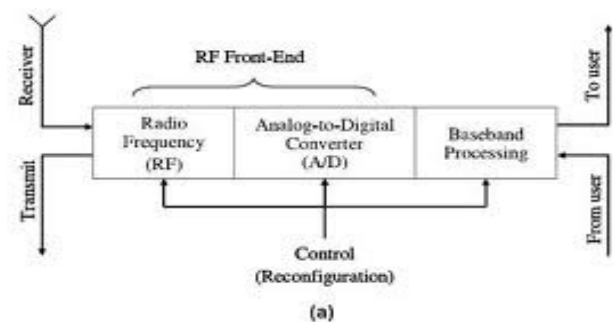 RF Front-End
Receiver
To user
Radio
Frequency
(RF)
Analog-to-Digital
Converter
(A/D)
Baseband
Processing
Transmit
From user
Control
(Reconfiguration)
(a)